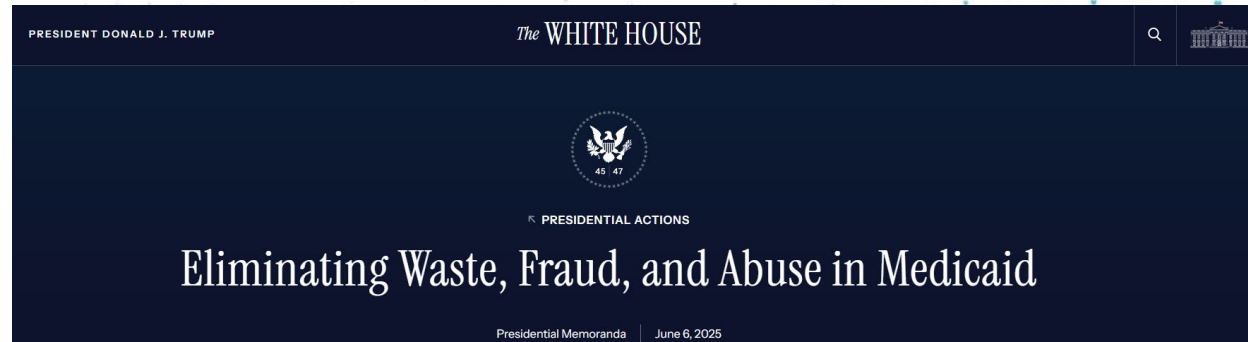 PRESIDENT DONALD J. TRUMP
The WHITE HOUSE
45 | 47
PRESIDENTIAL ACTIONS
Eliminating Waste, Fraud, and Abuse in Medicaid
Presidential Memoranda | June 6, 2025